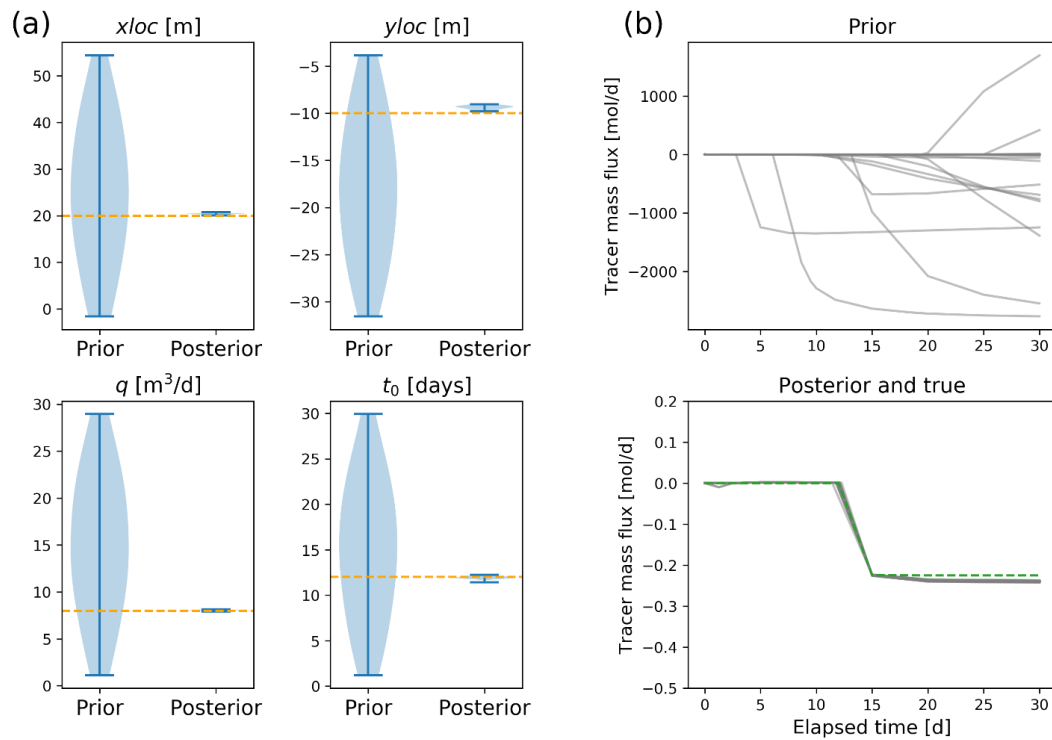 (a)
xloc [m]
50
40
30
20
10
0
Prior
Posterior
yloc [m]
−5
−10
−15
−20
−25
−30
Prior
Posterior
q [m³/d]
30
25
20
15
10
5
0
Prior
Posterior
t₀ [days]
30
25
20
15
10
5
0
Prior
Posterior
(b)
Prior
Tracer mass flux [mol/d]
1000
0
−1000
−2000
0 5 10 15 20 25 30
Posterior and true
Tracer mass flux [mol/d]
0.2
0.1
0.0
−0.1
−0.2
−0.3
−0.4
−0.5
0 5 10 15 20 25 30
Elapsed time [d]